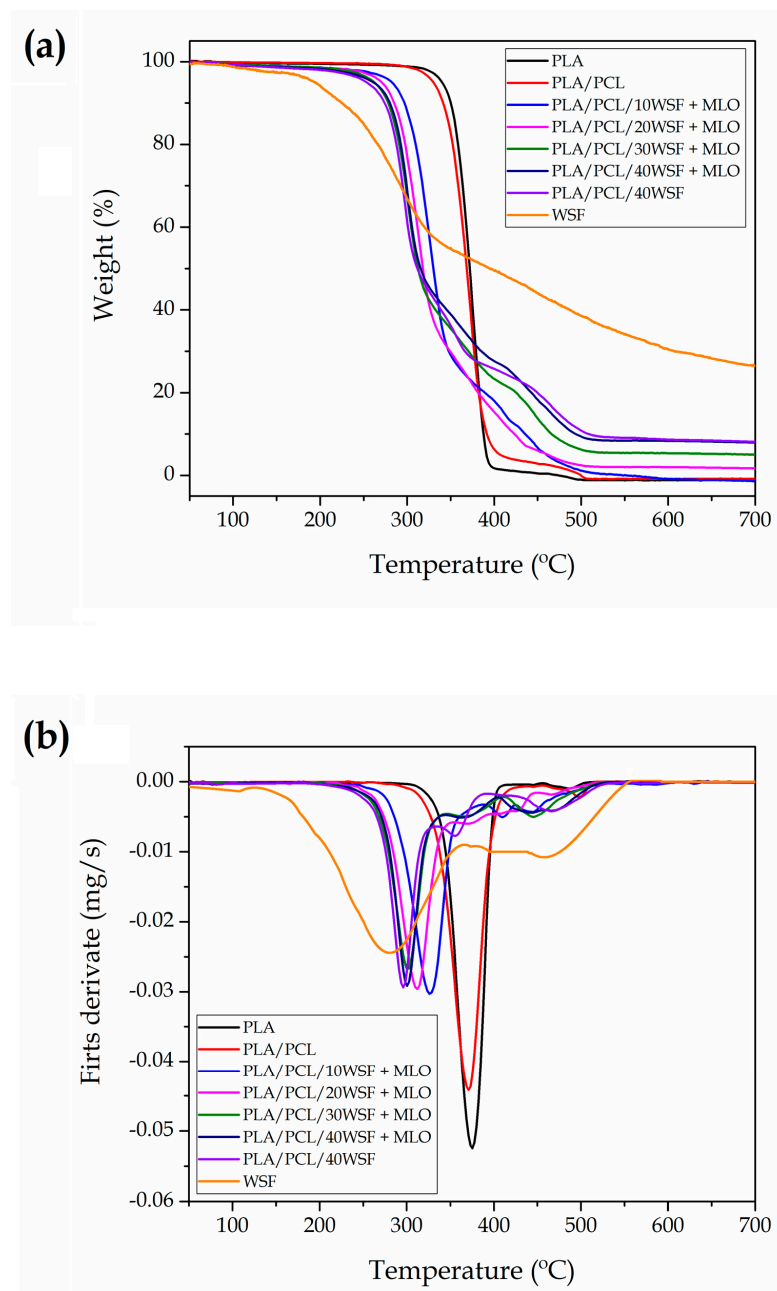 (a)
100
80
60
40
20
0
Weight (%)
PLA
PLA/PCL
PLA/PCL/10WSF + MLO
PLA/PCL/20WSF + MLO
PLA/PCL/30WSF + MLO
PLA/PCL/40WSF + MLO
PLA/PCL/40WSF
WSF
100 200 300 400 500 600 700
Temperature (ºC)
(b)
0.00
-0.01
-0.02
-0.03
-0.04
-0.05
-0.06
Firts derivate (mg/s)
PLA
PLA/PCL
PLA/PCL/10WSF + MLO
PLA/PCL/20WSF + MLO
PLA/PCL/30WSF + MLO
PLA/PCL/40WSF + MLO
PLA/PCL/40WSF
WSF
100 200 300 400 500 600 700
Temperature (ºC)